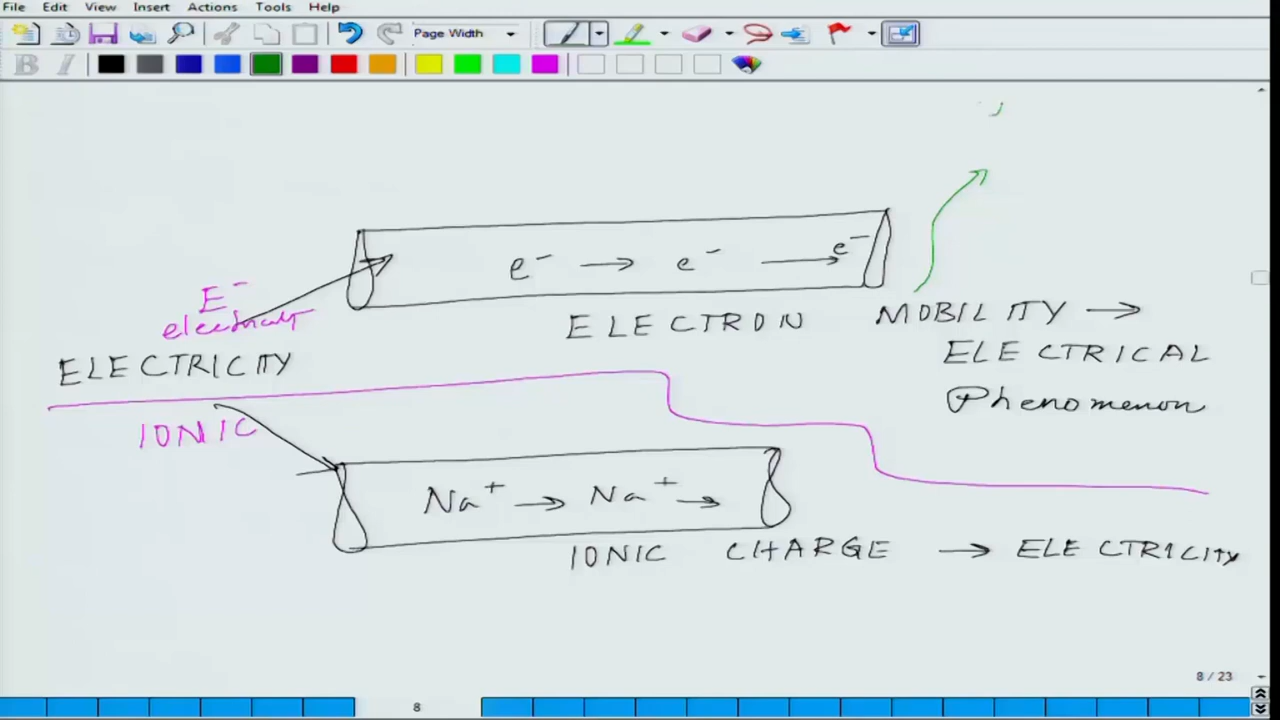 File Edit View Insert Actions Tools Help
Page Width
B I
e⁻ → e⁻ → e⁻
E⁻
ELECTRON MOBILITY →
ELECTRICAL
Phenomenon
ELECTRICITY
IONIC
Na⁺ → Na⁺ →
IONIC CHARGE → ELECTRICITY
8 / 23
8